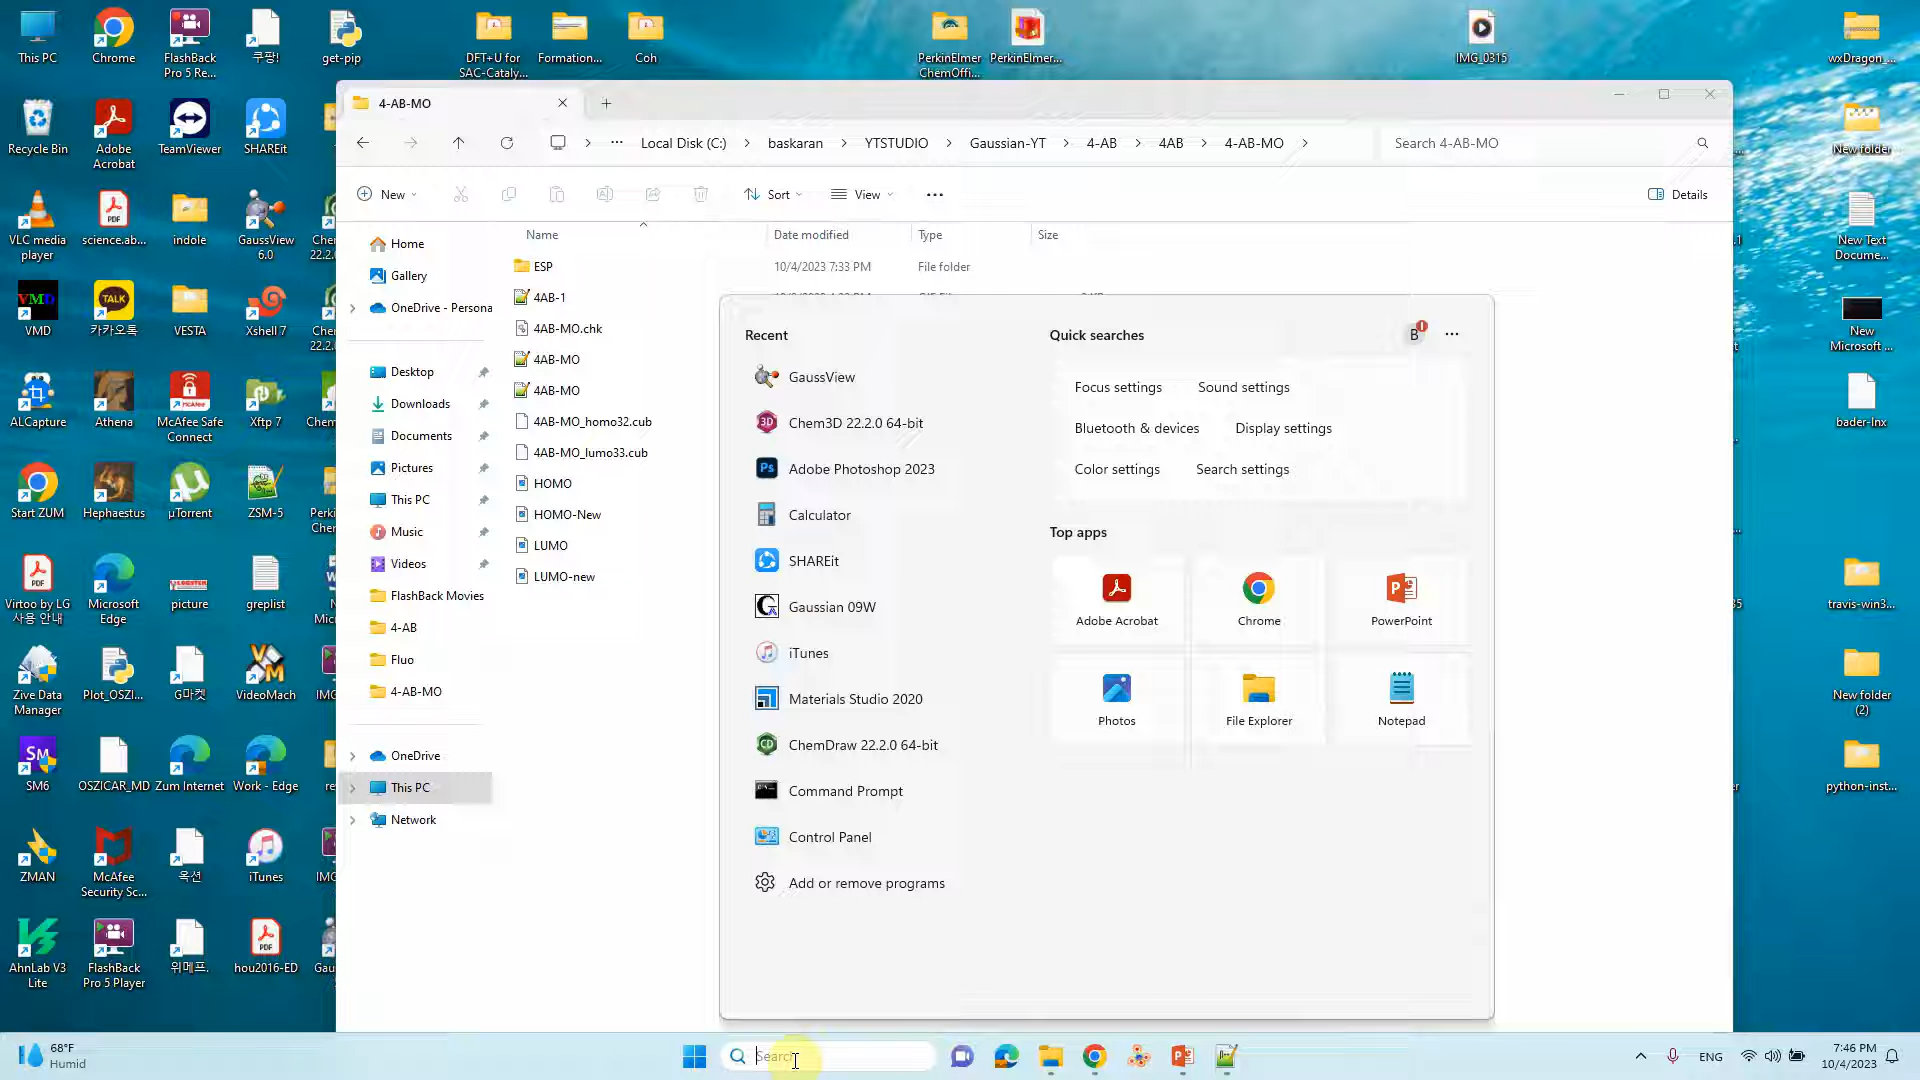 This PC
Chrome
FlashBack
Pro 5 Re...
쿠팡!
get-pip
DFT+U for
SAC-Cataly...
Formation...
Coh
PerkinElmer
ChemOffi...
PerkinElmer...
IMG_0315
wxDragon_...
4-AB-MO
Recycle Bin
Adobe
Acrobat
TeamViewer
SHAREit
Local Disk (C:)
baskaran
YTSTUDIO
Gaussian-YT
4-AB
4AB
4-AB-MO
Search 4-AB-MO
New folder
New
Sort
View
Details
VLC media
player
science.ab...
indole
GaussView
6.0
22.2.0
Name
Date modified
Type
Size
New Text
Docume...
Home
Gallery
OneDrive - Persona
ESP
10/4/2023 7:33 PM
File folder
4AB-1
4AB-MO.chk
4AB-MO
4AB-MO
4AB-MO_homo32.cub
4AB-MO_lumo33.cub
HOMO
HOMO-New
LUMO
LUMO-new
VMD
VMD
TALK
카카오톡
VESTA
Xshell 7
22.2.0
New
Microsoft ...
Desktop
Downloads
Documents
Pictures
This PC
Music
Videos
FlashBack Movies
4-AB
Fluo
4-AB-MO
OneDrive
This PC
Network
ALCapture
Athena
McAfee Safe
Connect
Xftp 7
bader-lnx
Start ZUM
Hephaestus
µTorrent
ZSM-5
Virtoo by LG
사용 안내
Microsoft
Edge
picture
greplist
travis-win3...
Zive Data
Manager
Plot_OSZI...
G마켓
VideoMach
New folder
(2)
SM
SM6
OSZICAR_MD
Zum Internet
Work - Edge
python-inst...
ZMAN
McAfee
Security Sc...
옥션
iTunes
AhnLab V3
Lite
FlashBack
Pro 5 Player
위메프.
hou2016-ED
Recent
GaussView
Chem3D 22.2.0 64-bit
Adobe Photoshop 2023
Calculator
SHAREit
Gaussian 09W
iTunes
Materials Studio 2020
ChemDraw 22.2.0 64-bit
Command Prompt
Control Panel
Add or remove programs
Quick searches
B
Focus settings
Sound settings
Bluetooth & devices
Display settings
Color settings
Search settings
Top apps
Adobe Acrobat
Chrome
PowerPoint
Photos
File Explorer
Notepad
68°F
Humid
Search
ENG
7:46 PM
10/4/2023